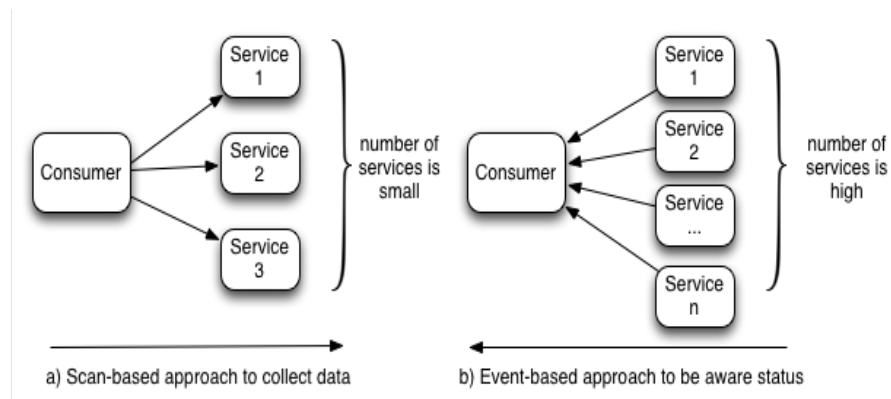 Service
1
Consumer
Service
2
Service
3
number of
services is
small
a) Scan-based approach to collect data
Service
1
Consumer
Service
2
Service
...
Service
n
number of
services is
high
b) Event-based approach to be aware status